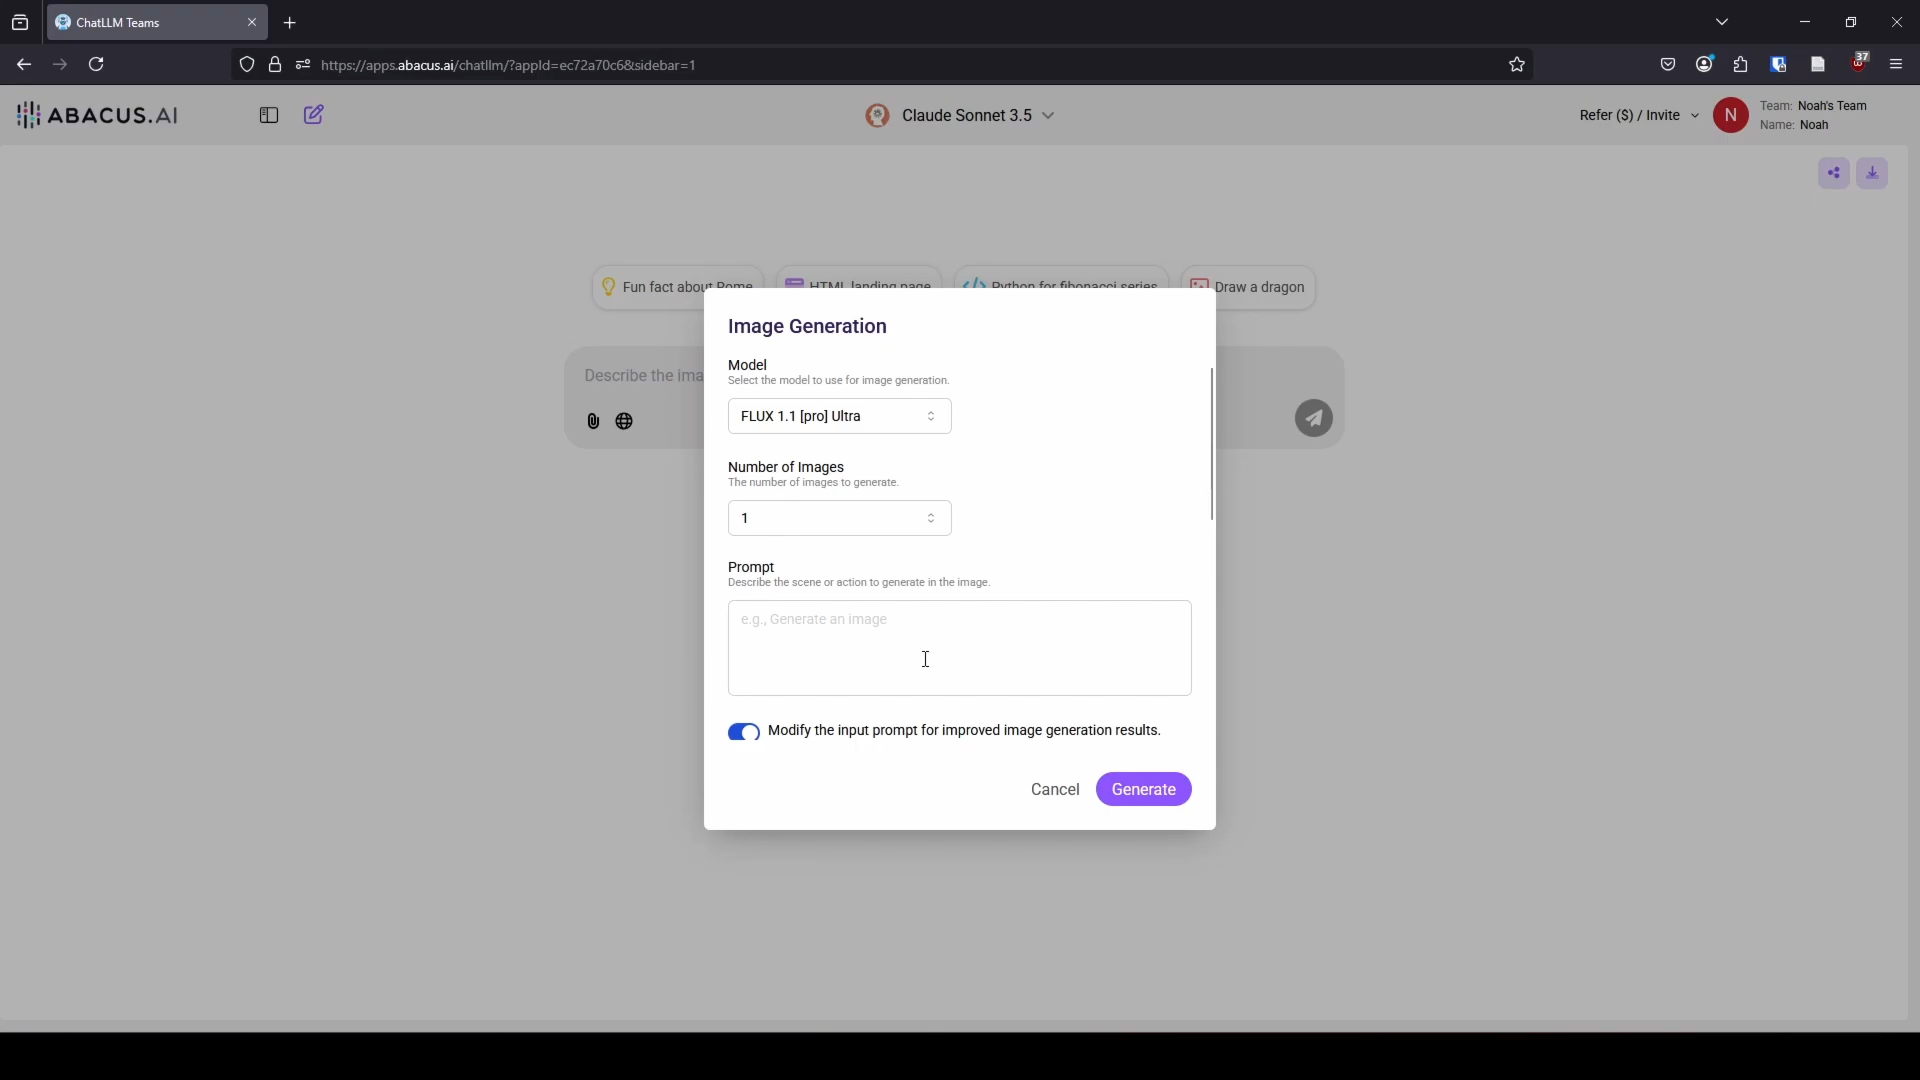 ChatLLM Teams
https://apps.abacus.ai/chatllm/?appId=ec72a70c6&sidebar=1
37
ABACUS.AI
Claude Sonnet 3.5
Refer ($) / Invite
N
Team: Noah's Team
Name: Noah
Fun fact about Rome
HTML landing page
Python for fibonacci series
Draw a dragon
Describe the ima
Image Generation
Model
Select the model to use for image generation.
FLUX 1.1 [pro] Ultra
Number of Images
The number of images to generate.
1
Prompt
Describe the scene or action to generate in the image.
e.g., Generate an image
Modify the input prompt for improved image generation results.
Cancel
Generate